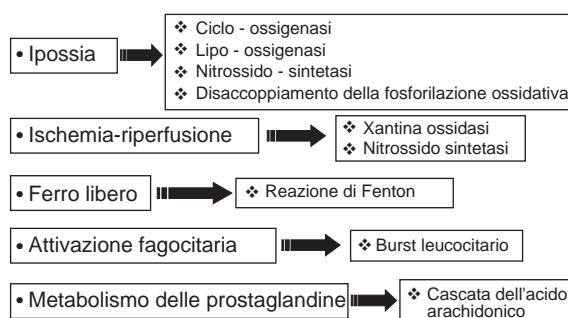 • Ipossia
❖ Ciclo - ossigenasi
❖ Lipo - ossigenasi
❖ Nitrossido - sintetasi
❖ Disaccoppiamento della fosforilazione ossidativa
• Ischemia-riperfusione
❖ Xantina ossidasi
❖ Nitrossido sintetasi
• Ferro libero
❖ Reazione di Fenton
• Attivazione fagocitaria
❖ Burst leucocitario
• Metabolismo delle prostaglandine
❖ Cascata dell'acido
arachidonico